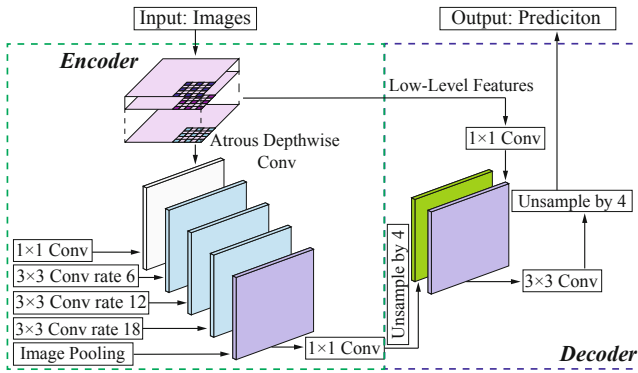 Input: Images
Output: Prediciton
Encoder
Low-Level Features
Atrous Depthwise
Conv
1×1 Conv
Unsample by 4
1×1 Conv
3×3 Conv rate 6
3×3 Conv rate 12
3×3 Conv rate 18
Image Pooling
1×1 Conv
Unsample by 4
3×3 Conv
Decoder